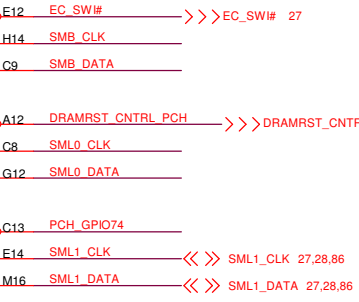 E12 EC_SWI# EC_SWI# 27
H14 SMB_CLK
C9 SMB_DATA
A12 DRAMRST_CNTRL_PCH DRAMRST_CNTR
C8 SML0_CLK
G12 SML0_DATA
C13 PCH_GPIO74
E14 SML1_CLK SML1_CLK 27,28,86
M16 SML1_DATA SML1_DATA 27,28,86